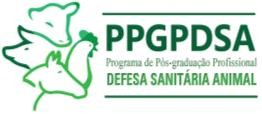 PPGPDSA
Programa de Pós-graduação Profissional
DEFESA SANITÁRIA ANIMAL